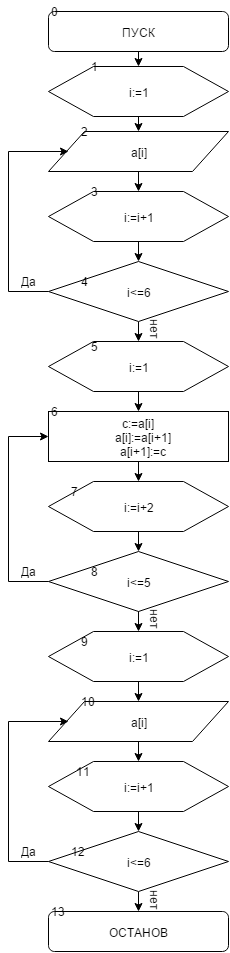 0
ПУСК
1
i:=1
2
a[i]
3
i:=i+1
Да
4
i<=6
нет
5
i:=1
6
c:=a[i]
a[i]:=a[i+1]
a[i+1]:=c
7
i:=i+2
Да
8
i<=5
нет
9
i:=1
10
a[i]
11
i:=i+1
Да
12
i<=6
нет
13
ОСТАНОВ